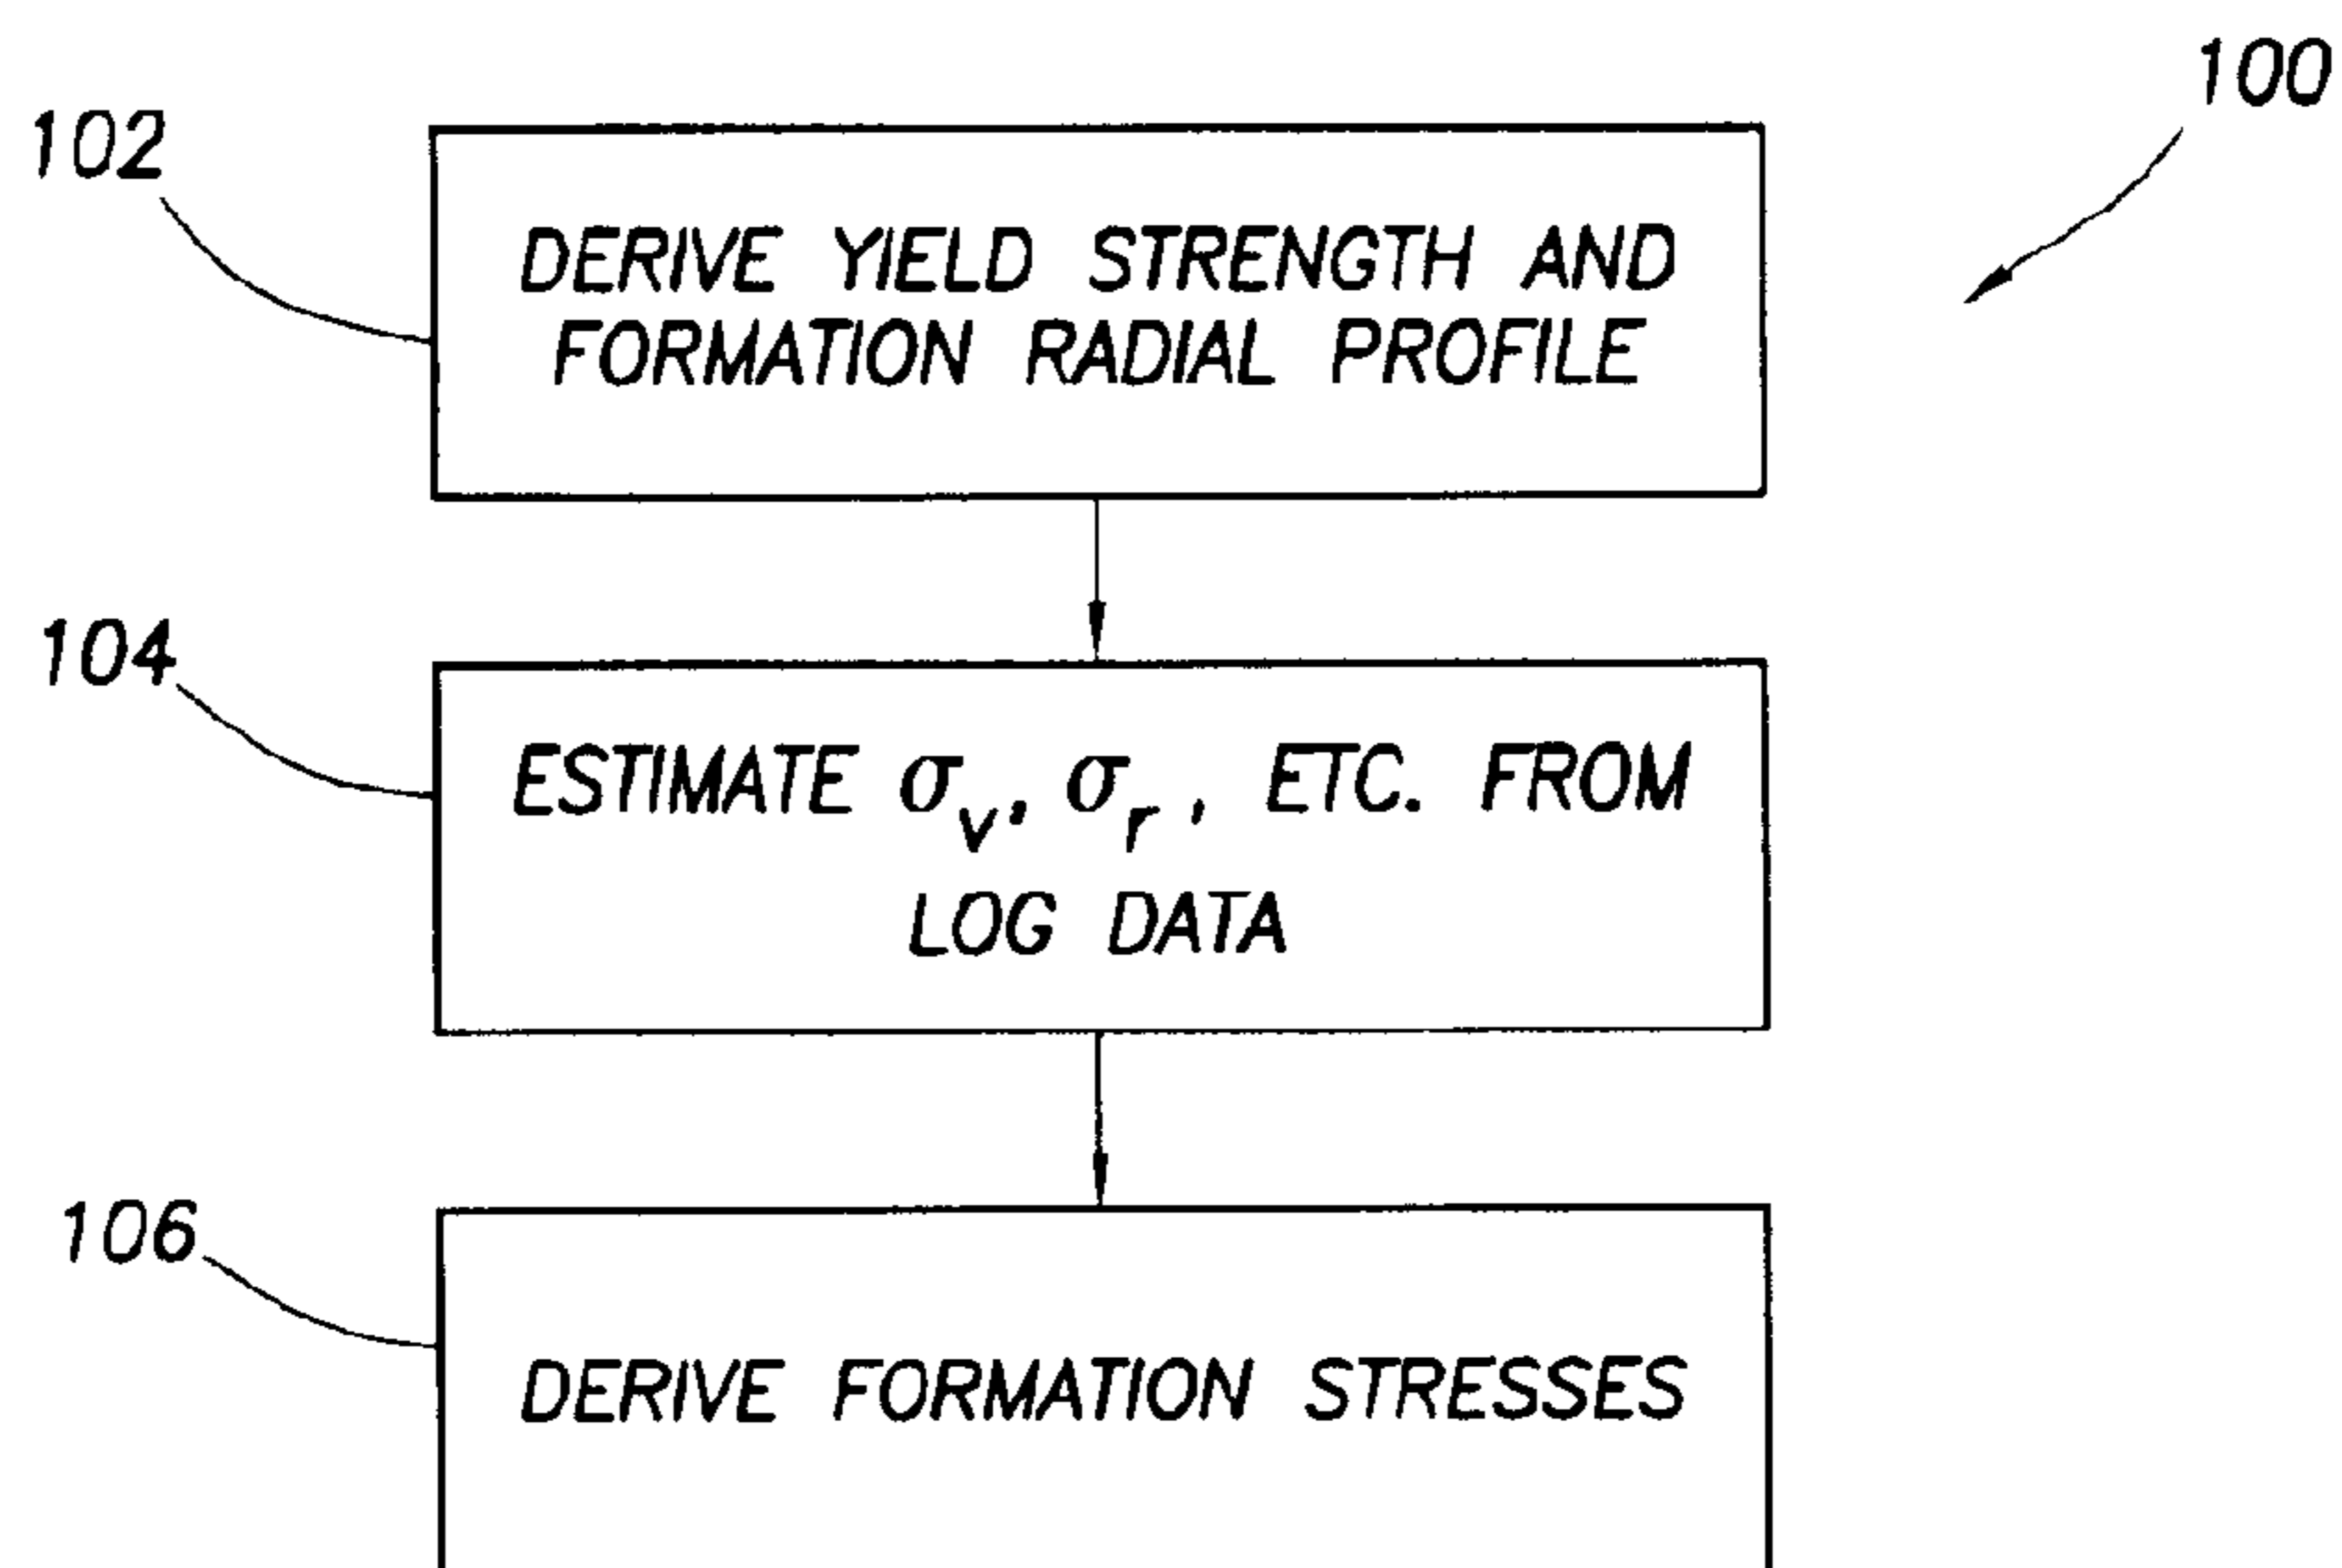 100
102
DERIVE YIELD STRENGTH AND
FORMATION RADIAL PROFILE
104
ESTIMATE σv, σr, ETC. FROM
LOG DATA
106
DERIVE FORMATION STRESSES